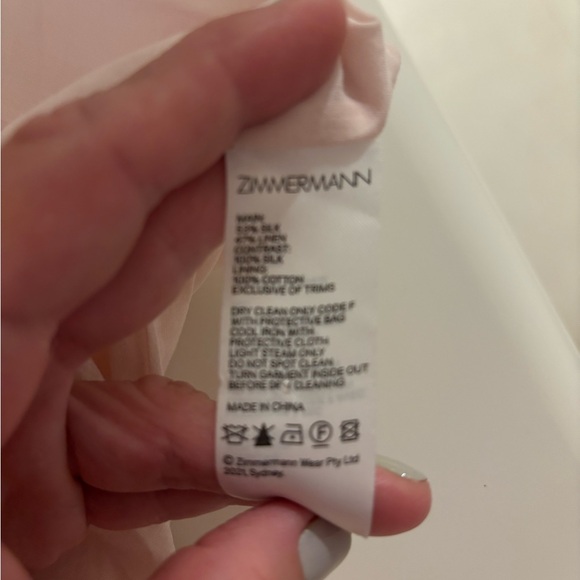 ZIMMERMANN
MAIN
53% SILK
47% LINEN
CONTRAST:
100% SILK
LINING
100% COTTON
EXCLUSIVE OF TRIMS
DRY CLEAN ONLY CODE F
WITH PROTECTIVE BAG
COOL IRON WITH
PROTECTIVE CLOTH
LIGHT STEAM ONLY
DO NOT SPOT CLEAN
TURN GARMENT INSIDE OUT
BEFORE DRY CLEANING
MADE IN CHINA
F
© Zimmermann Wear Pty Ltd
2021, Sydney.